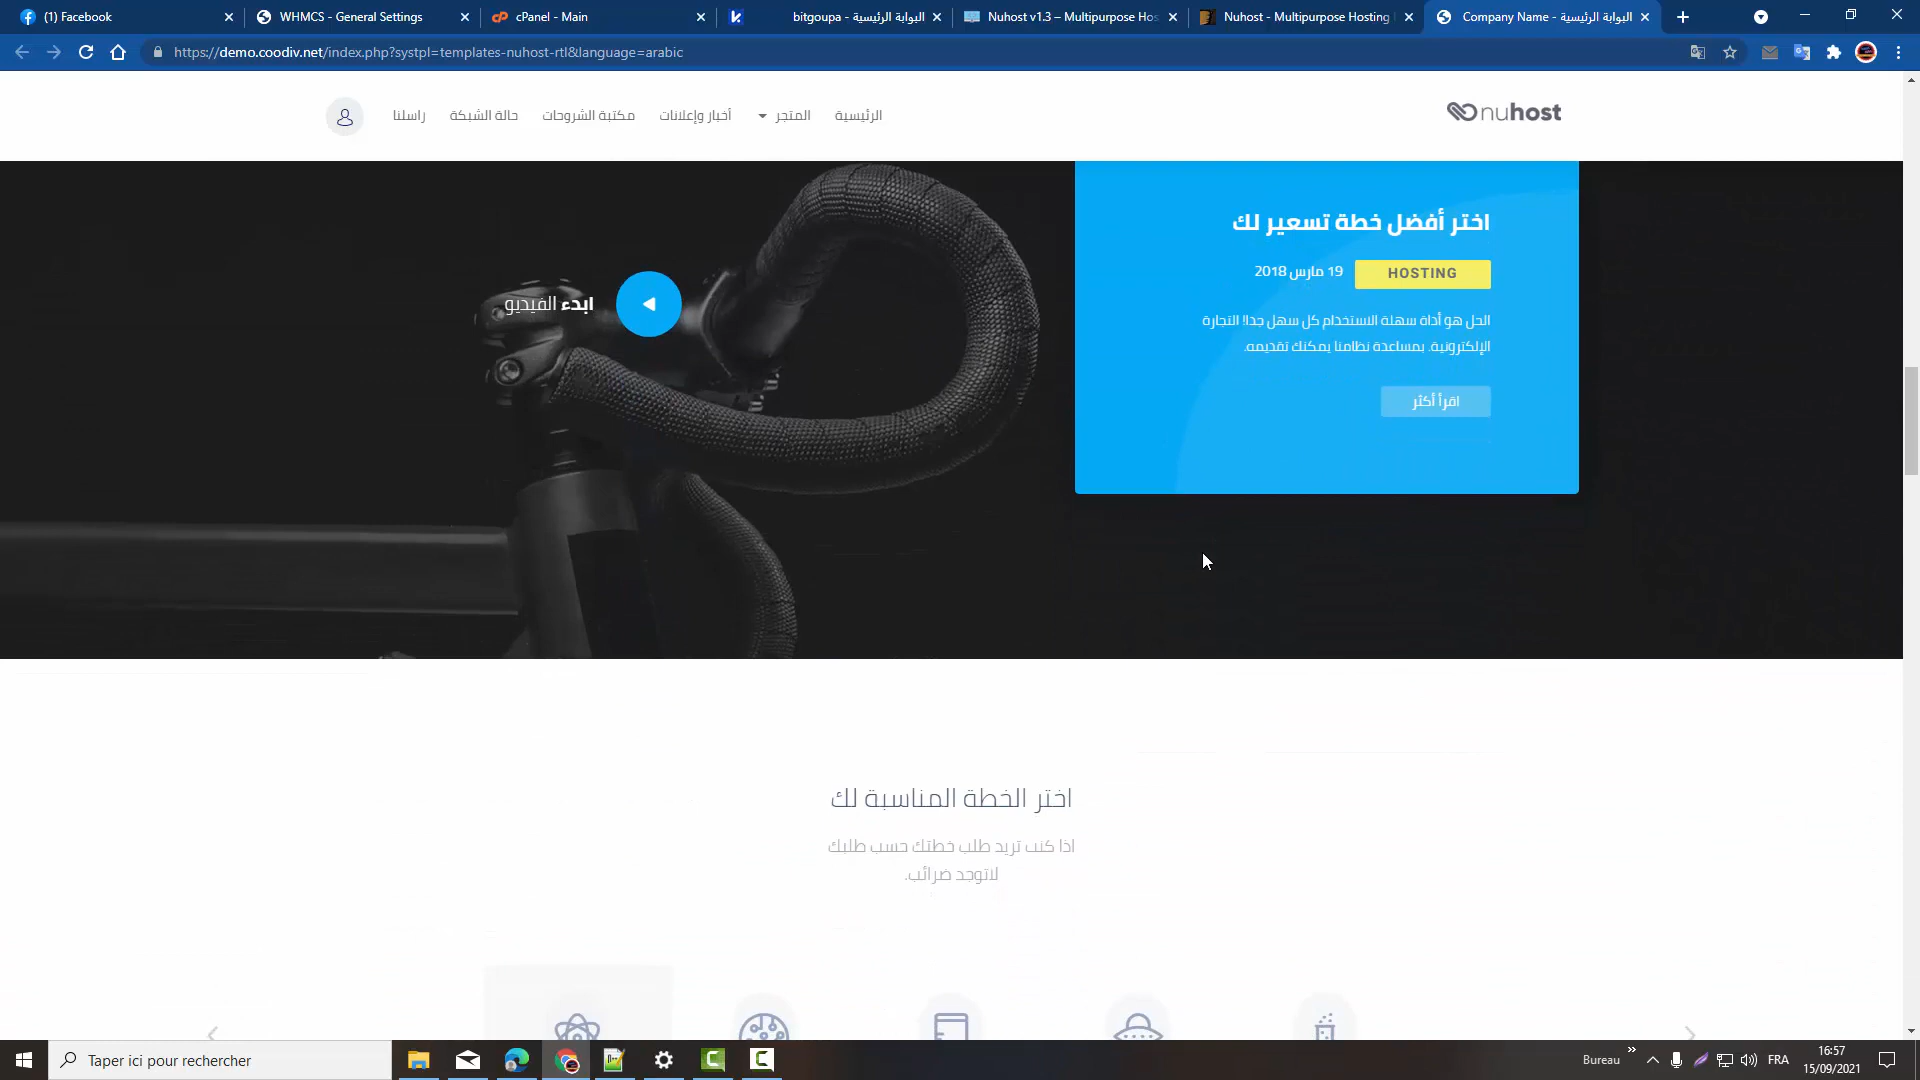 (1) Facebook
WHMCS - General Settings
cPanel - Main
bitgoupa - البوابة الرئيسية
Nuhost v1.3 – Multipurpose Hos
Nuhost - Multipurpose Hosting
Company Name - البوابة الرئيسية
https://demo.coodiv.net/index.php?systpl=templates-nuhost-rtl&language=arabic
nuhost
الرئيسية
المتجر
أخبار وإعلانات
مكتبة الشروحات
حالة الشبكة
راسلنا
اختر أفضل خطة تسعير لك
HOSTING
19 مارس 2018
الحل هو أداة سهلة الاستخدام كل سهل جدا! التجارة
الإلكترونية. بمساعدة نظامنا يمكنك تقديمه.
اقرأ أكثر
ابدء الفيديو
اختر الخطة المناسبة لك
اذا كنت تريد طلب خطتك حسب طلبك
لاتوجد ضرائب.
Taper ici pour rechercher
Bureau
FRA
16:57
15/09/2021